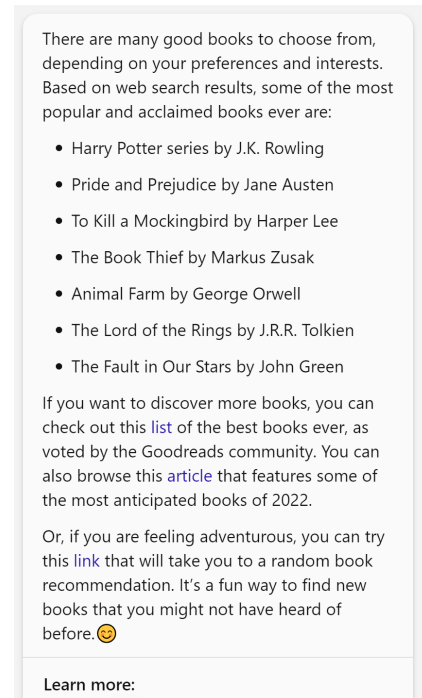 There are many good books to choose from,
depending on your preferences and interests.
Based on web search results, some of the most
popular and acclaimed books ever are:
• Harry Potter series by J.K. Rowling
• Pride and Prejudice by Jane Austen
• To Kill a Mockingbird by Harper Lee
• The Book Thief by Markus Zusak
• Animal Farm by George Orwell
• The Lord of the Rings by J.R.R. Tolkien
• The Fault in Our Stars by John Green
If you want to discover more books, you can
check out this list of the best books ever, as
voted by the Goodreads community. You can
also browse this article that features some of
the most anticipated books of 2022.
Or, if you are feeling adventurous, you can try
this link that will take you to a random book
recommendation. It's a fun way to find new
books that you might not have heard of
before.😊
Learn more: